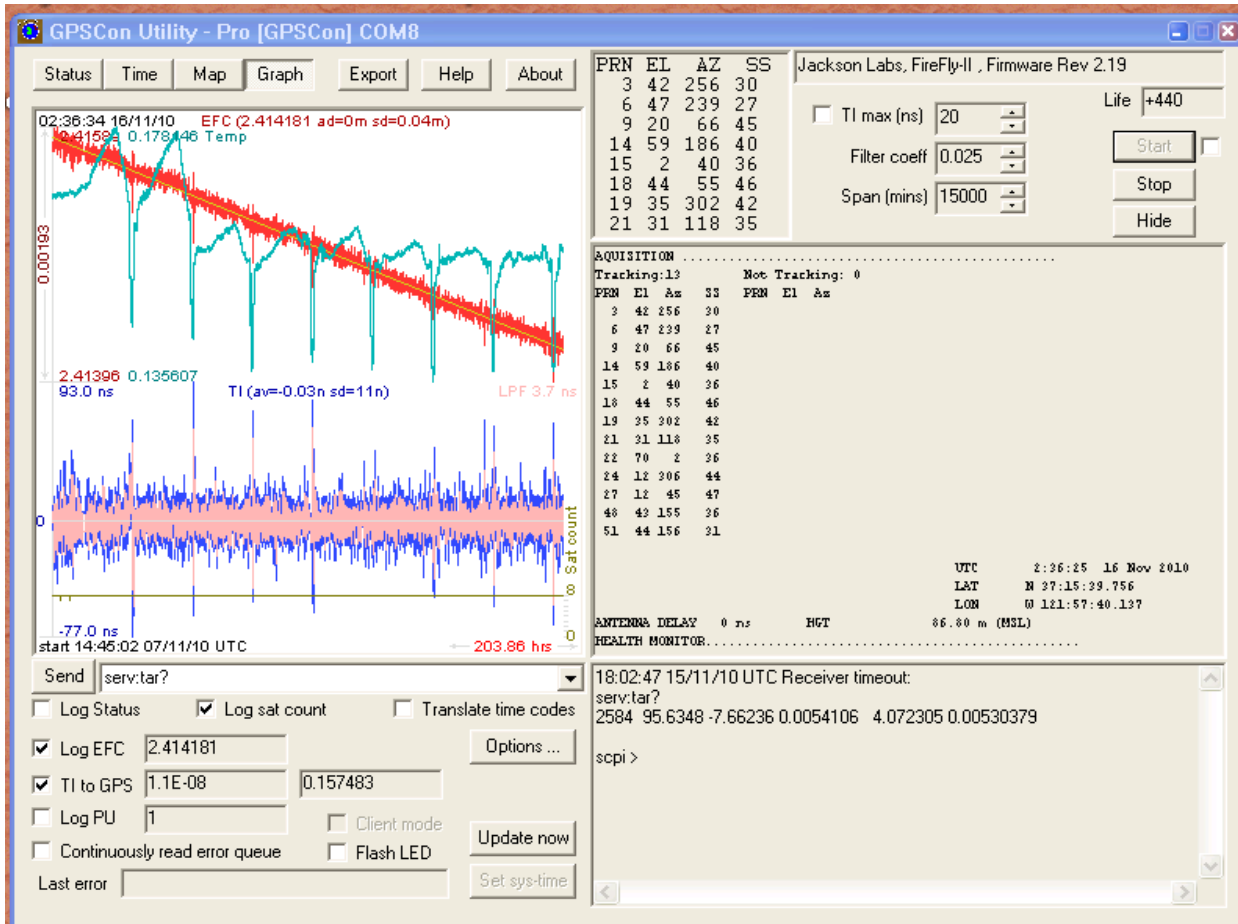 GPSCon Utility - Pro [GPSCon] COM8
Status Time Map Graph Export Help About
02:36:34 16/11/10 EFC (2.414181 ad=0m sd=0.04m)
0.178446 Temp
0.00193
2.41396 0.135607
93.0 ns TI (av=-0.03n sd=11n) LPF 3.7 ns
0
Sat count
8
0
-77.0 ns
start 14:45:02 07/11/10 UTC 203.86 hrs
PRN EL AZ SS
3 42 256 30
6 47 239 27
9 20 66 45
14 59 186 40
15 2 40 36
18 44 55 46
19 35 302 42
21 31 118 35
Jackson Labs, FireFly-II , Firmware Rev 2.19
Life +440
TI max (ns) 20
Filter coeff 0.025
Span (mins) 15000
Start
Stop
Hide
AQUISITION ......................................................
Tracking:13 Not Tracking: 0
PRN El Az SS PRN El Az
3 42 256 30
6 47 239 27
9 20 66 45
14 59 186 40
15 2 40 36
18 44 55 46
19 35 302 42
21 31 118 35
22 70 2 36
24 12 306 44
27 12 45 47
48 43 155 36
51 44 156 31
UTC 2:36:25 16 Nov 2010
LAT N 37:15:39.756
LON W 121:57:40.137
ANTENNA DELAY 0 ns HGT 86.80 m (MSL)
HEALTH MONITOR......................................................
Send serv:tar?
Log Status Log sat count Translate time codes
Log EFC 2.414181 Options ...
TI to GPS 1.1E-08 0.157483
Log PU 1 Client mode
Update now
Continuously read error queue Flash LED
Last error Set sys-time
18:02:47 15/11/10 UTC Receiver timeout:
serv:tar?
2584 95.6348 -7.66236 0.0054106 4.072305 0.00530379
scpi >